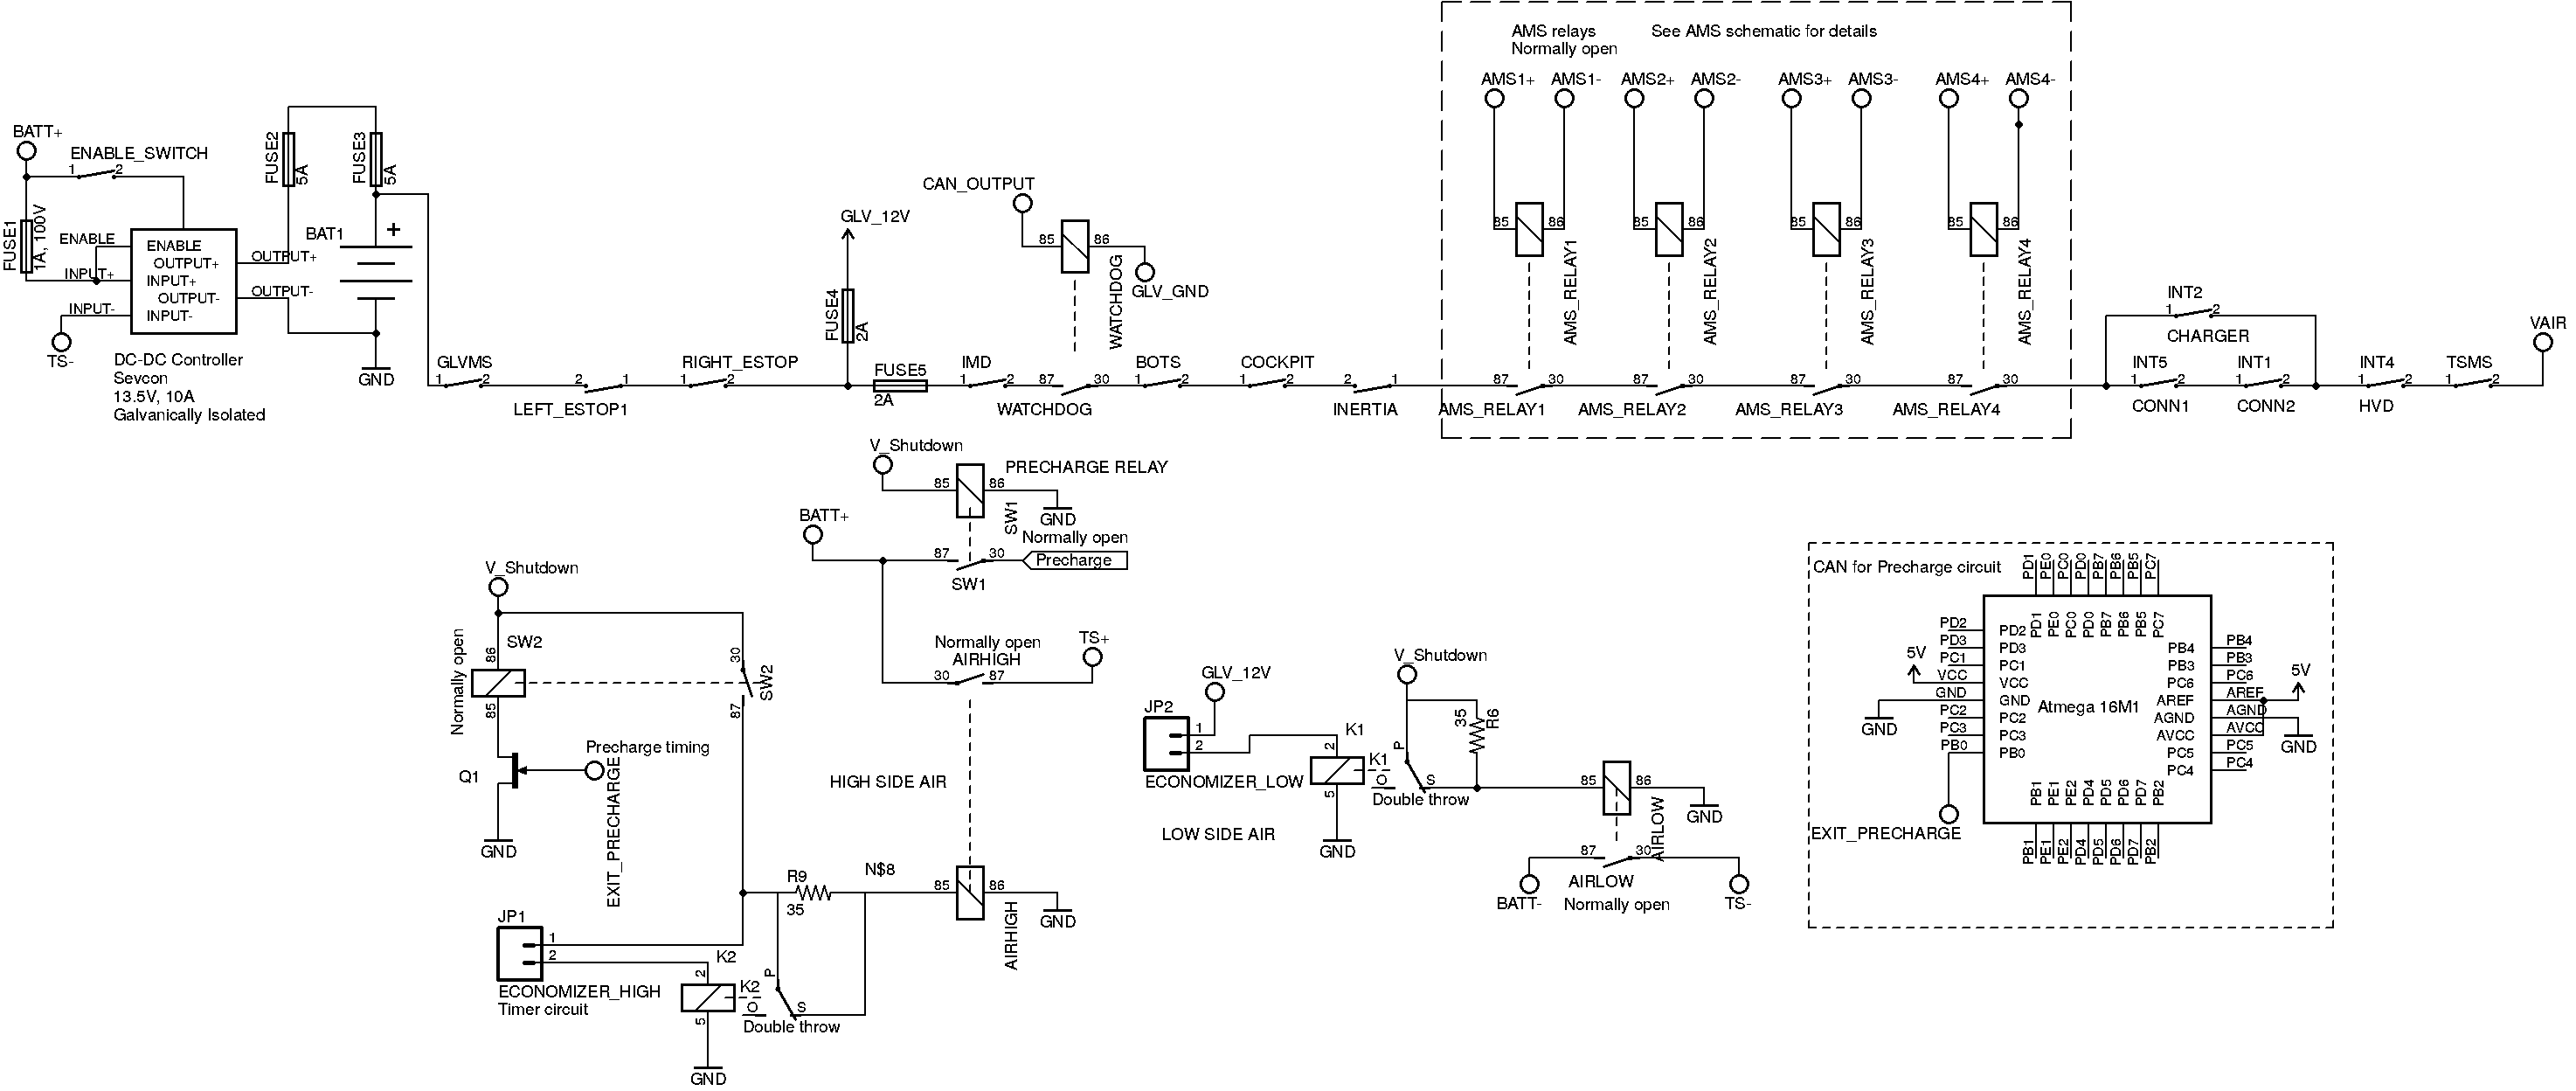 AMS relays
Normally open
See AMS schematic for details
AMS1+
AMS1-
AMS2+
AMS2-
AMS3+
AMS3-
AMS4+
AMS4-
85
86
AMS_RELAY1
85
86
AMS_RELAY2
85
86
AMS_RELAY3
85
86
AMS_RELAY4
BATT+
ENABLE_SWITCH
1
2
FUSE1
1A, 100V
ENABLE
INPUT+
INPUT-
TS-
ENABLE
OUTPUT+
INPUT+
OUTPUT-
INPUT-
OUTPUT+
OUTPUT-
DC-DC Controller
Sevcon
13.5V, 10A
Galvanically Isolated
FUSE2
5A
FUSE3
5A
BAT1
+
GND
GLVMS
1
2
LEFT_ESTOP1
2
1
RIGHT_ESTOP
1
2
GLV_12V
FUSE4
2A
FUSE5
2A
CAN_OUTPUT
85
86
WATCHDOG
GLV_GND
IMD
1
2
87
30
WATCHDOG
BOTS
1
2
COCKPIT
1
2
2
1
INERTIA
87
30
AMS_RELAY1
87
30
AMS_RELAY2
87
30
AMS_RELAY3
87
30
AMS_RELAY4
INT2
1
2
CHARGER
INT5
1
2
CONN1
INT1
1
2
CONN2
INT4
1
2
HVD
TSMS
1
2
VAIR
V_Shutdown
PRECHARGE RELAY
85
86
SW1
GND
Normally open
BATT+
87
30
Precharge
SW1
Normally open
AIRHIGH
TS+
30
87
V_Shutdown
SW2
Normally open
86
85
30
SW2
87
Q1
Precharge timing
EXIT_PRECHARGE
GND
HIGH SIDE AIR
R9
35
N$8
85
86
AIRHIGH
GND
JP1
1
2
ECONOMIZER_HIGH
Timer circuit
K2
2
5
K2
O
P
S
Double throw
GND
GLV_12V
JP2
1
2
ECONOMIZER_LOW
LOW SIDE AIR
K1
2
5
K1
O
P
S
Double throw
GND
V_Shutdown
35
R6
85
86
AIRLOW
GND
87
30
AIRLOW
Normally open
BATT-
TS-
CAN for Precharge circuit
PD1
PE0
PC0
PD0
PB7
PB6
PB5
PC7
PD1
PE0
PC0
PD0
PB7
PB6
PB5
PC7
PD2
PD3
PC1
VCC
GND
PC2
PC3
PB0
PD2
PD3
PC1
VCC
GND
PC2
PC3
PB0
5V
GND
Atmega 16M1
PB4
PB3
PC6
AREF
AGND
AVCC
PC5
PC4
PB4
PB3
PC6
AREF
AGND
AVCC
PC5
PC4
5V
GND
PB1
PE1
PE2
PD4
PD5
PD6
PD7
PB2
PB1
PE1
PE2
PD4
PD5
PD6
PD7
PB2
EXIT_PRECHARGE